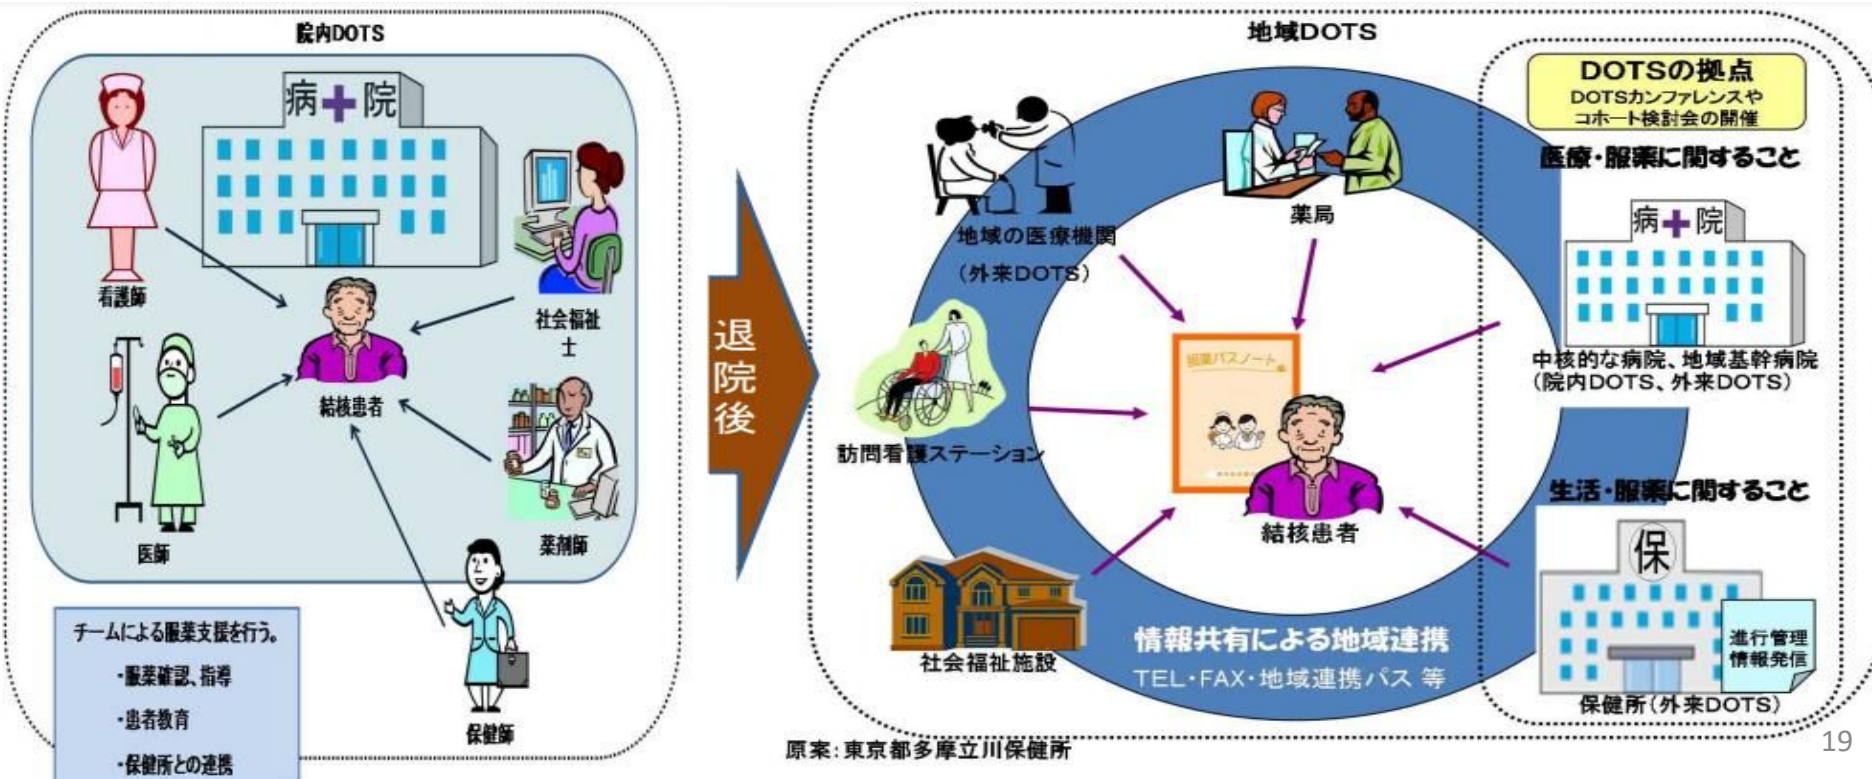 院内DOTS
病 院
看護師
社会福祉
士
結核患者
医師
薬剤師
保健師
チームによる服薬支援を行う。
・服薬確認、指導
・患者教育
・保健所との連携
退
院
後
地域DOTS
地域の医療機関
（外来DOTS）
薬局
訪問看護ステーション
社会福祉施設
服薬パスノート
結核患者
情報共有による地域連携
TEL・FAX・地域連携パス 等
DOTSの拠点
DOTSカンファレンスや
コホート検討会の開催
医療・服薬に関すること
病 院
中核的な病院、地域基幹病院
（院内DOTS、外来DOTS）
生活・服薬に関すること
保
進行管理
情報発信
保健所（外来DOTS）
原案：東京都多摩立川保健所
19